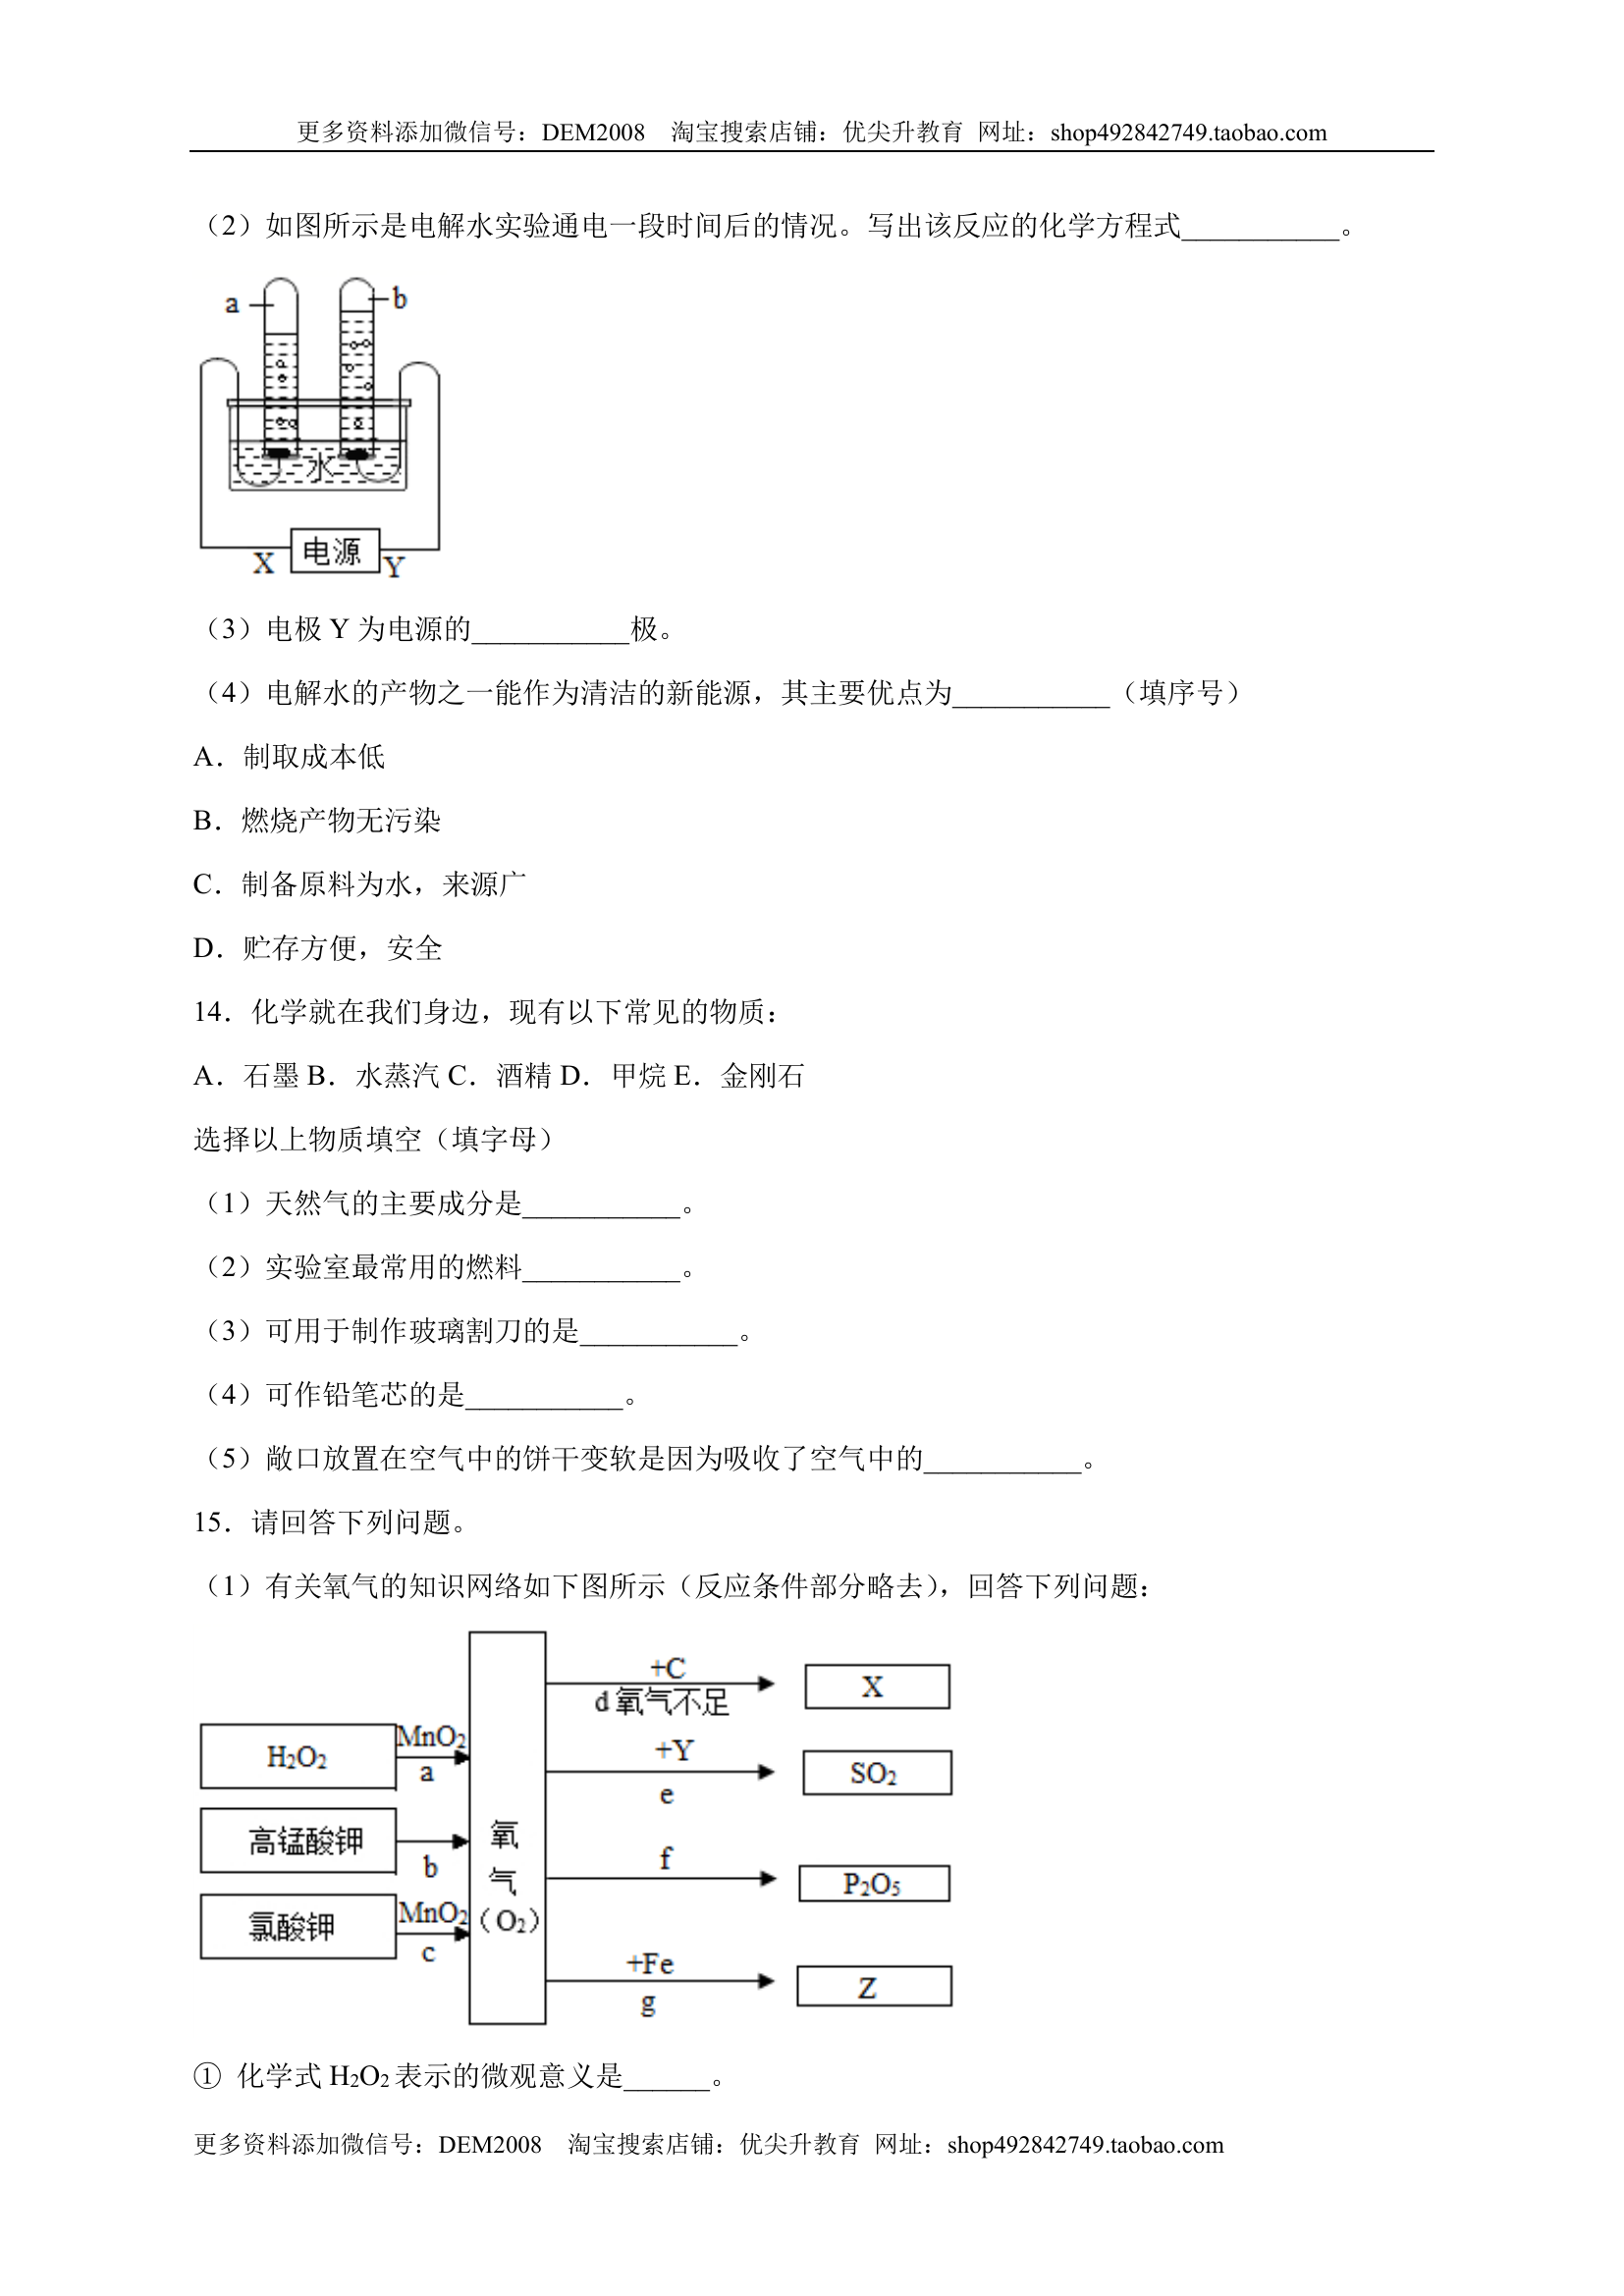 更多资料添加微信号：DEM2008 淘宝搜索店铺：优尖升教育 网址：shop492842749.taobao.com
（2）如图所示是电解水实验通电一段时间后的情况。写出该反应的化学方程式___________。
a
b
水
电源
X
Y
（3）电极 Y 为电源的___________极。
（4）电解水的产物之一能作为清洁的新能源，其主要优点为___________（填序号）
A．制取成本低
B．燃烧产物无污染
C．制备原料为水，来源广
D．贮存方便，安全
14．化学就在我们身边，现有以下常见的物质：
A．石墨 B．水蒸汽 C．酒精 D．甲烷 E．金刚石
选择以上物质填空（填字母）
（1）天然气的主要成分是___________。
（2）实验室最常用的燃料___________。
（3）可用于制作玻璃割刀的是___________。
（4）可作铅笔芯的是___________。
（5）敞口放置在空气中的饼干变软是因为吸收了空气中的___________。
15．请回答下列问题。
（1）有关氧气的知识网络如下图所示（反应条件部分略去），回答下列问题：
H₂O₂
MnO₂
a
高锰酸钾
b
氯酸钾
MnO₂
c
氧
气
（O₂）
+C
d 氧气不足
X
+Y
e
SO₂
f
P₂O₅
+Fe
g
Z
① 化学式 H₂O₂ 表示的微观意义是______。
更多资料添加微信号：DEM2008 淘宝搜索店铺：优尖升教育 网址：shop492842749.taobao.com